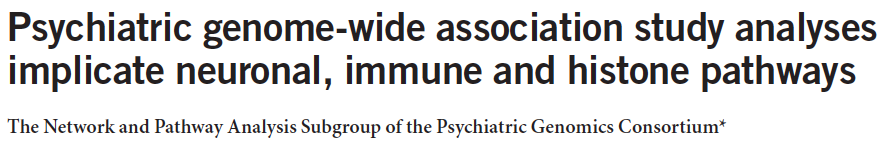 Psychiatric genome-wide association study analyses
implicate neuronal, immune and histone pathways
The Network and Pathway Analysis Subgroup of the Psychiatric Genomics Consortium*